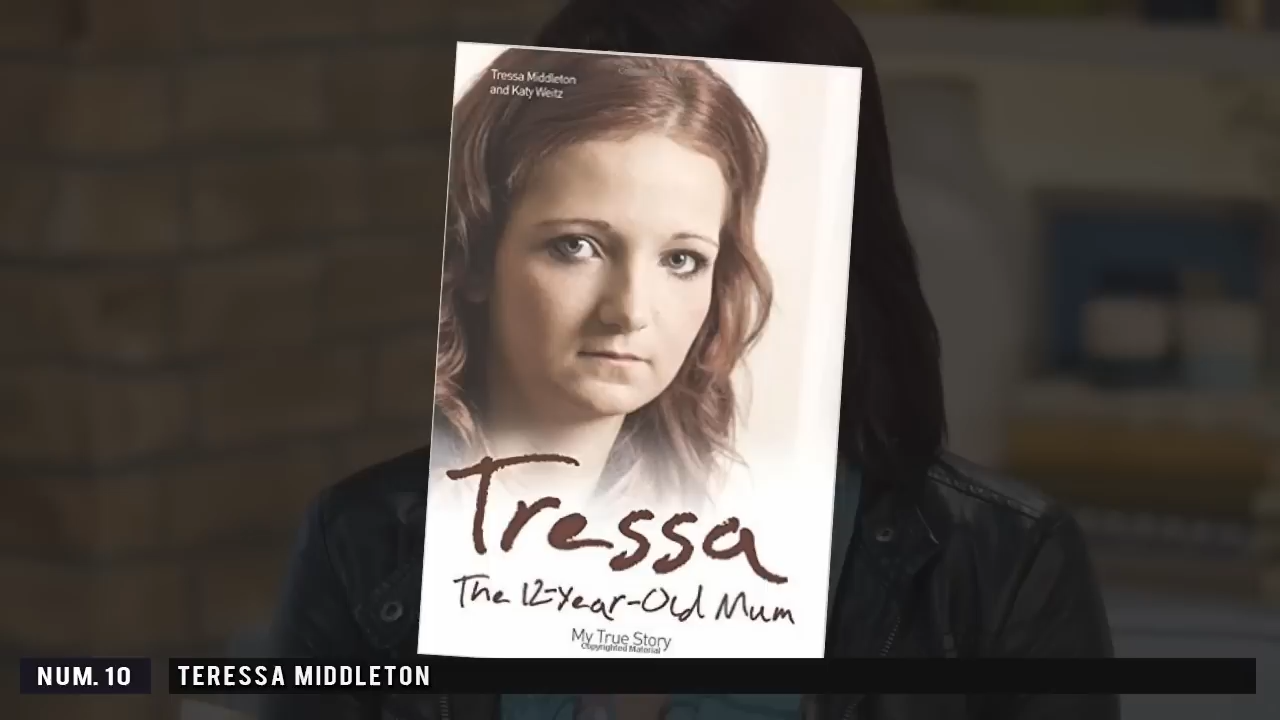 Tressa Middleton
and Katy Weitz
Tressa
The 12-Year-Old Mum
My True Story
Copyrighted Material
NUM. 10
TERESSA MIDDLETON